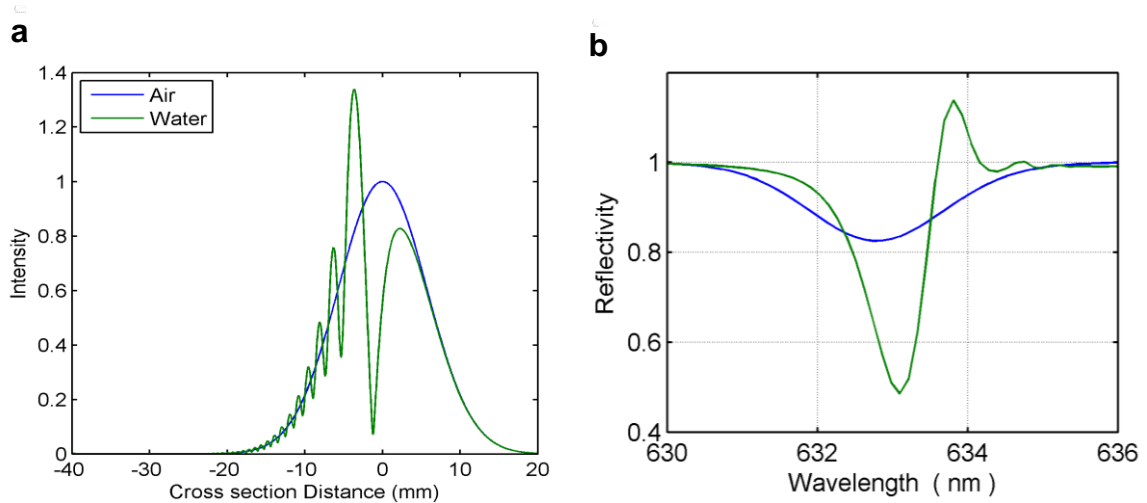 a
1.4
1.2
1
0.8
0.6
0.4
0.2
0
-40
-30
-20
-10
0
10
20
Intensity
Cross section Distance (mm)
Air
Water
b
1
0.8
0.6
0.4
630
632
634
636
Reflectivity
Wavelength ( nm )